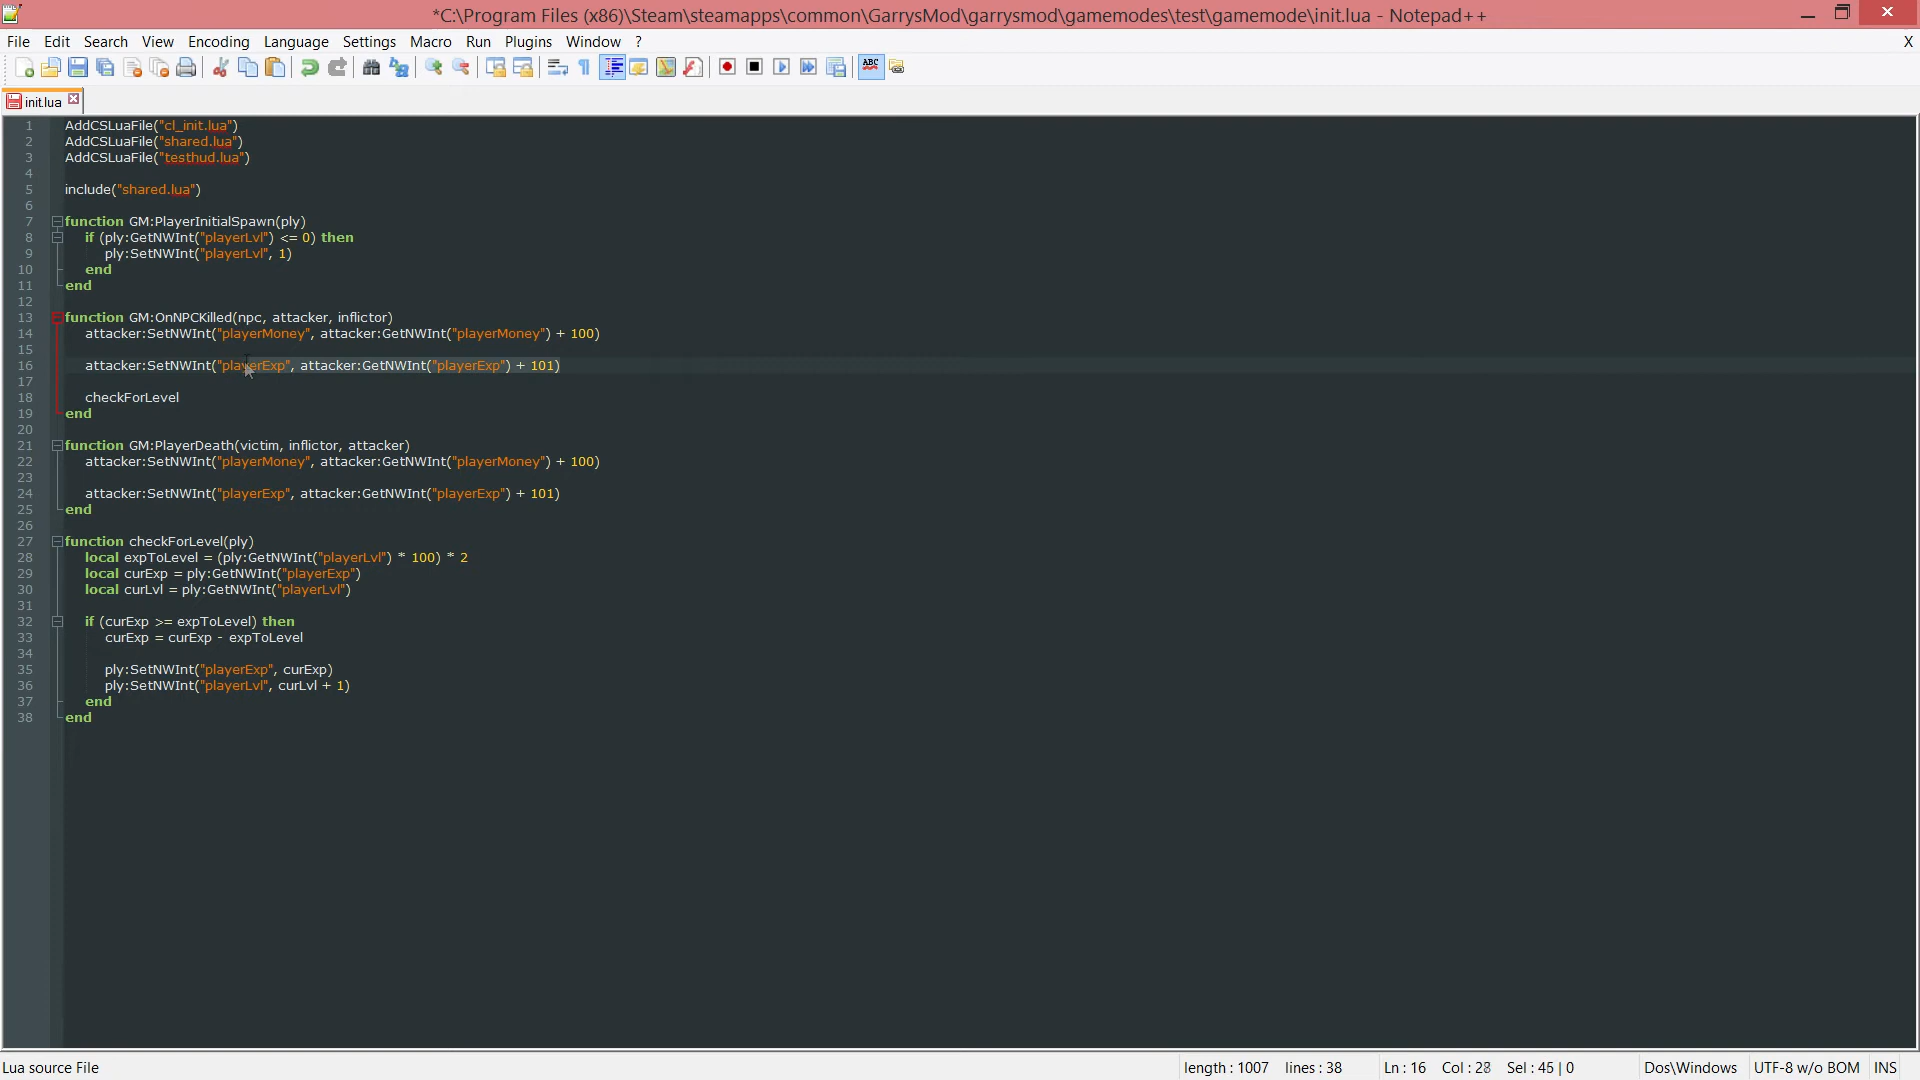 *C:\Program Files (x86)\Steam\steamapps\common\GarrysMod\garrysmod\gamemodes\test\gamemode\init.lua - Notepad++
File Edit Search View Encoding Language Settings Macro Run Plugins Window ? X
ABC
init.lua
1 AddCSLuaFile("cl_init.lua")
2 AddCSLuaFile("shared.lua")
3 AddCSLuaFile("testhud.lua")
4
5 include("shared.lua")
6
7 function GM:PlayerInitialSpawn(ply)
8 if (ply:GetNWInt("playerLvl") <= 0) then
9 ply:SetNWInt("playerLvl", 1)
10 end
11 end
12
13 function GM:OnNPCKilled(npc, attacker, inflictor)
14 attacker:SetNWInt("playerMoney", attacker:GetNWInt("playerMoney") + 100)
15
16 attacker:SetNWInt("playerExp", attacker:GetNWInt("playerExp") + 101)
17
18 checkForLevel
19 end
20
21 function GM:PlayerDeath(victim, inflictor, attacker)
22 attacker:SetNWInt("playerMoney", attacker:GetNWInt("playerMoney") + 100)
23
24 attacker:SetNWInt("playerExp", attacker:GetNWInt("playerExp") + 101)
25 end
26
27 function checkForLevel(ply)
28 local expToLevel = (ply:GetNWInt("playerLvl") * 100) * 2
29 local curExp = ply:GetNWInt("playerExp")
30 local curLvl = ply:GetNWInt("playerLvl")
31
32 if (curExp >= expToLevel) then
33 curExp = curExp - expToLevel
34
35 ply:SetNWInt("playerExp", curExp)
36 ply:SetNWInt("playerLvl", curLvl + 1)
37 end
38 end
Lua source File length : 1007 lines : 38 Ln : 16 Col : 28 Sel : 45 | 0 Dos\Windows UTF-8 w/o BOM INS